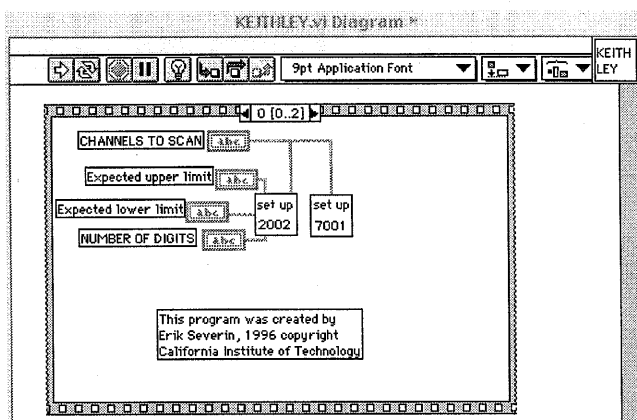 KEITHLEY.vi Diagram *
9pt Application Font
KEITH
LEY
0 [0..2]
CHANNELS TO SCAN
abc
Expected upper limit
abc
Expected lower limit
abc
set up
2002
set up
7001
NUMBER OF DIGITS
abc
This program was created by
Erik Severin, 1996 copyright
California Institute of Technology